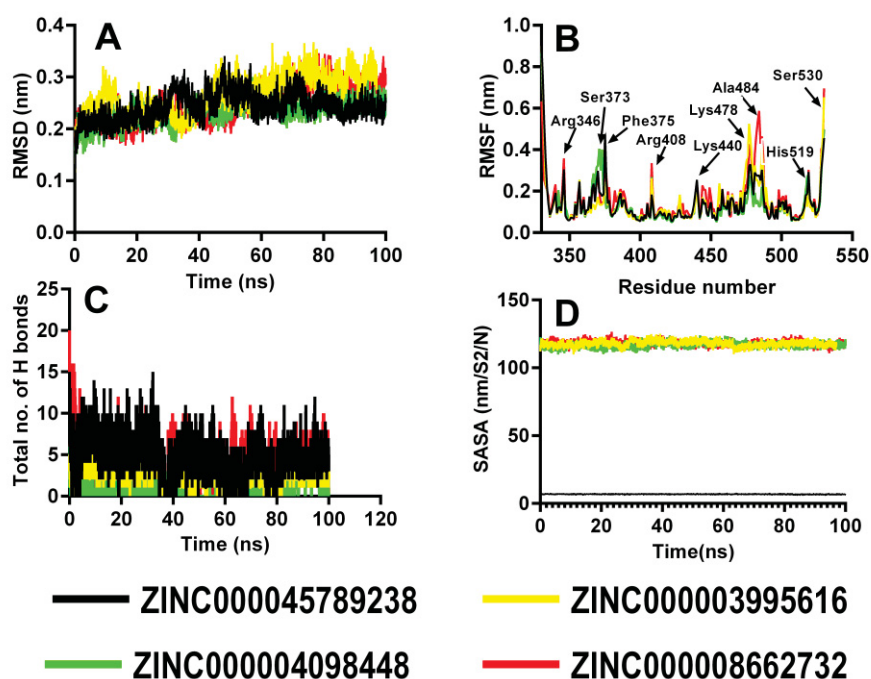 A
RMSD (nm)
0.4
0.3
0.2
0.1
0.0
0 20 40 60 80 100
Time (ns)
B
RMSF (nm)
1.0
0.8
0.6
0.4
0.2
0.0
Arg346
Ser373
Phe375
Arg408
Lys440
Lys478
Ala484
His519
Ser530
350 400 450 500 550
Residue number
C
Total no. of H bonds
25
20
15
10
5
0
0 20 40 60 80 100 120
Time (ns)
D
SASA (nm/S2/N)
150
100
50
0
0 20 40 60 80 100
Time(ns)
ZINC000045789238
ZINC000003995616
ZINC000004098448
ZINC000008662732